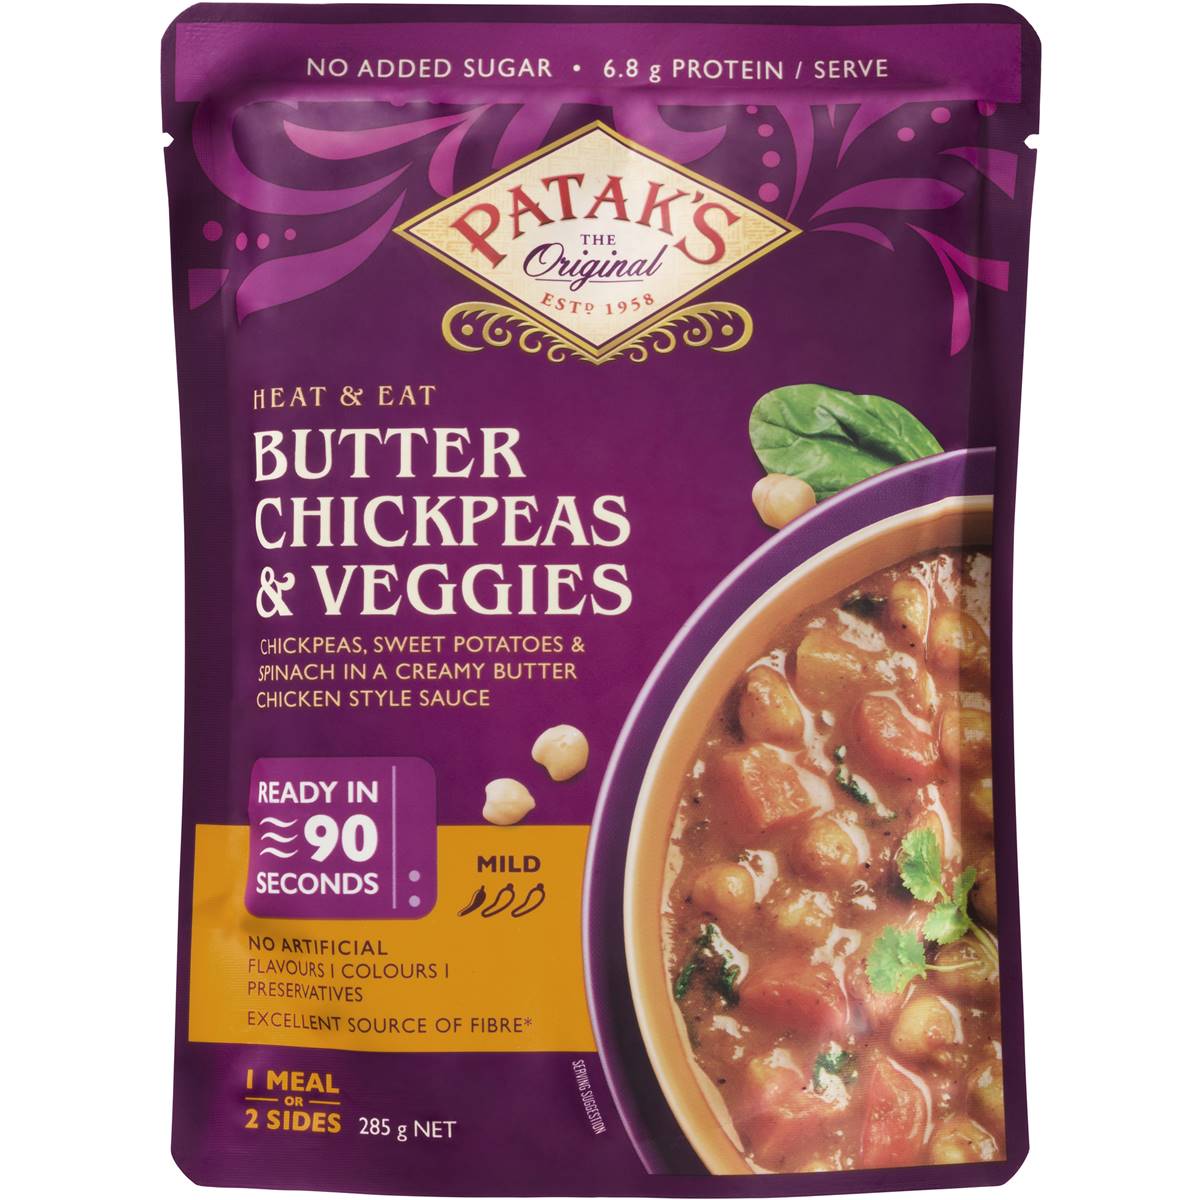 NO ADDED SUGAR • 6.8 g PROTEIN / SERVE
PATAK'S
THE
Original
ESTD 1958
HEAT & EAT
BUTTER
CHICKPEAS
& VEGGIES
CHICKPEAS, SWEET POTATOES &
SPINACH IN A CREAMY BUTTER
CHICKEN STYLE SAUCE
READY IN
90
SECONDS
MILD
NO ARTIFICIAL
FLAVOURS | COLOURS |
PRESERVATIVES
EXCELLENT SOURCE OF FIBRE*
1 MEAL
OR
2 SIDES
285 g NET
SERVING SUGGESTION